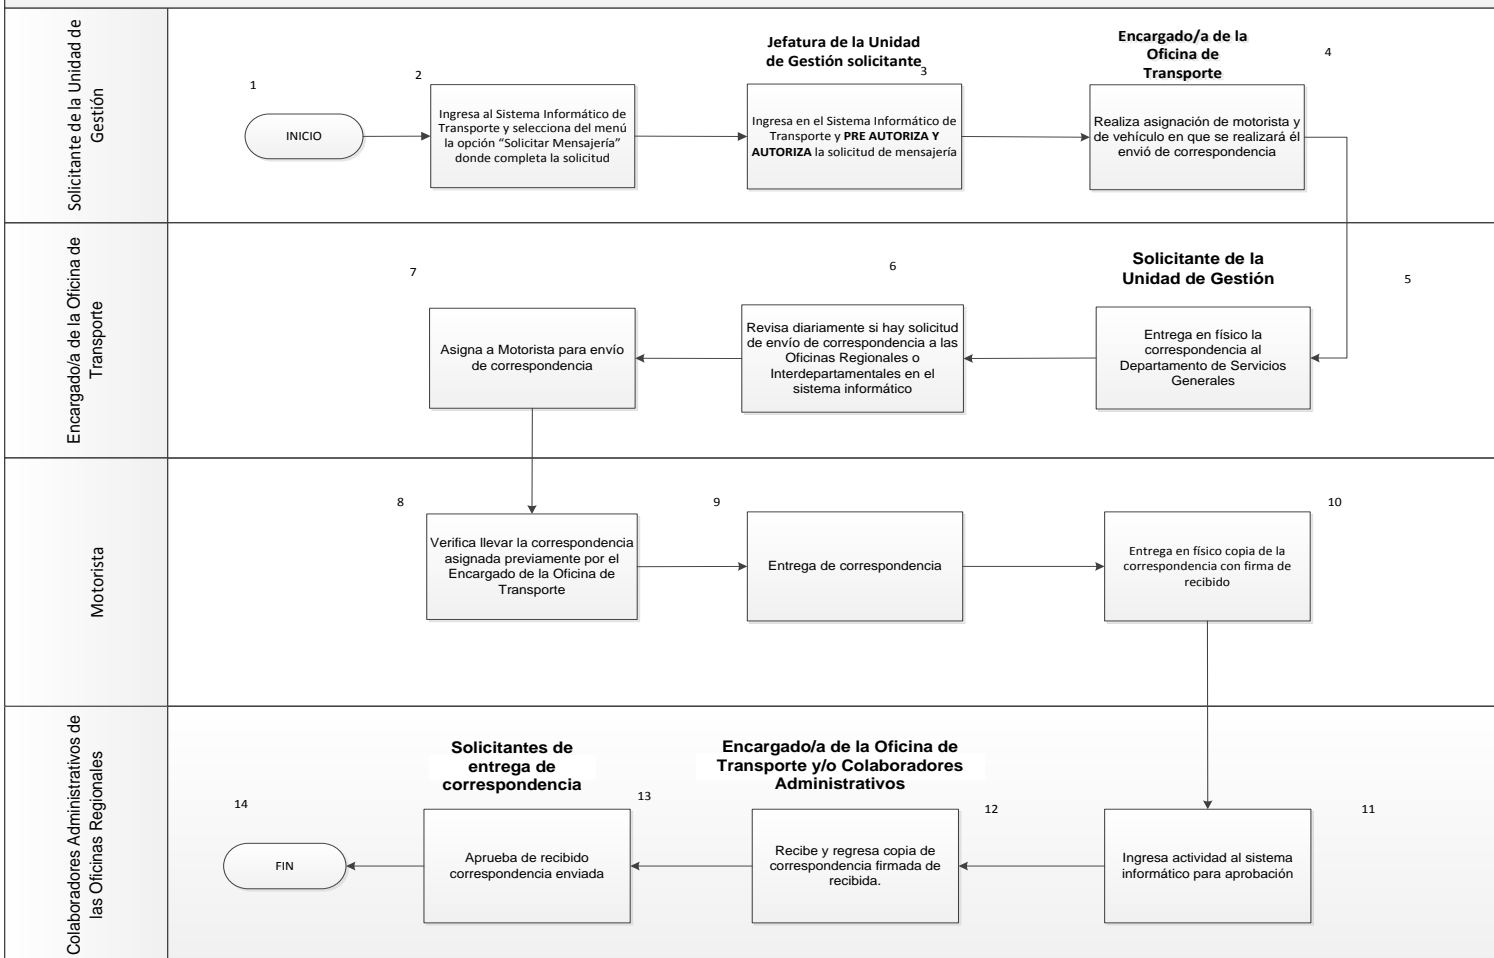 Solicitante de la Unidad de
Gestión
1
INICIO
2
Ingresa al Sistema Informático de
Transporte y selecciona del menú
la opción “Solicitar Mensajería”
donde completa la solicitud
Jefatura de la Unidad
de Gestión solicitante
3
Ingresa en el Sistema Informático de
Transporte y PRE AUTORIZA Y
AUTORIZA la solicitud de mensajería
Encargado/a de la
Oficina de
Transporte
4
Realiza asignación de motorista y
de vehículo en que se realizará él
envió de correspondencia
Encargado/a de la Oficina de
Transporte
Solicitante de la
Unidad de Gestión
5
Entrega en físico la
correspondencia al
Departamento de Servicios
Generales
6
Revisa diariamente si hay solicitud
de envío de correspondencia a las
Oficinas Regionales o
Interdepartamentales en el
sistema informático
7
Asigna a Motorista para envío
de correspondencia
Motorista
8
Verifica llevar la correspondencia
asignada previamente por el
Encargado de la Oficina de
Transporte
9
Entrega de correspondencia
10
Entrega en físico copia de la
correspondencia con firma de
recibido
Colaboradores Administrativos de
las Oficinas Regionales
11
Ingresa actividad al sistema
informático para aprobación
Encargado/a de la Oficina de
Transporte y/o Colaboradores
Administrativos
12
Recibe y regresa copia de
correspondencia firmada de
recibida.
Solicitantes de
entrega de
correspondencia
13
Aprueba de recibido
correspondencia enviada
14
FIN